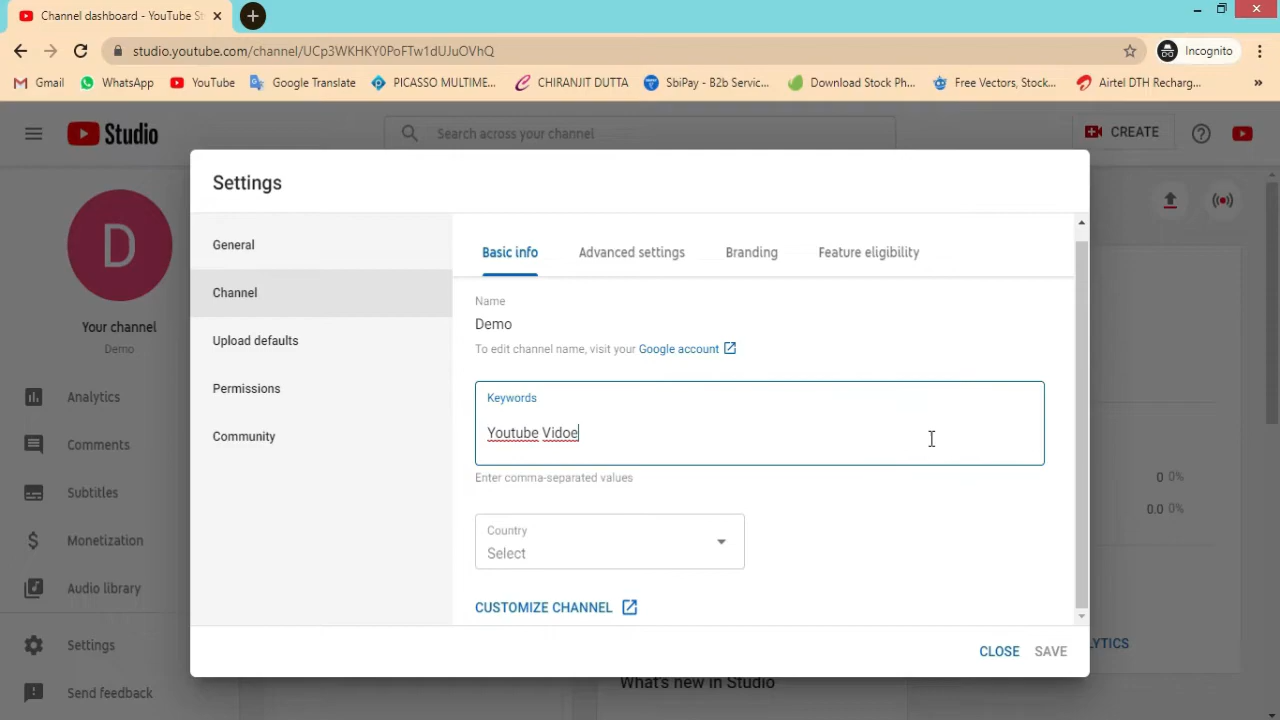 Channel dashboard - YouTube St
studio.youtube.com/channel/UCp3WKHKY0PoFTw1dUJuOVhQ
Incognito
Gmail
WhatsApp
YouTube
Google Translate
PICASSO MULTIME...
CHIRANJIT DUTTA
SbiPay - B2b Servic...
Download Stock Ph...
Free Vectors, Stock...
Airtel DTH Recharg...
»
Studio
Search across your channel
CREATE
D
Your channel
Demo
Analytics
Comments
Subtitles
Monetization
Audio library
Settings
Send feedback
Settings
General
Channel
Upload defaults
Permissions
Community
Basic info
Advanced settings
Branding
Feature eligibility
Name
Demo
To edit channel name, visit your Google account
Keywords
Youtube Vidoe
Enter comma-separated values
Country
Select
CUSTOMIZE CHANNEL
CLOSE
SAVE
0 0%
0.0 0%
LYTICS
What's new in Studio